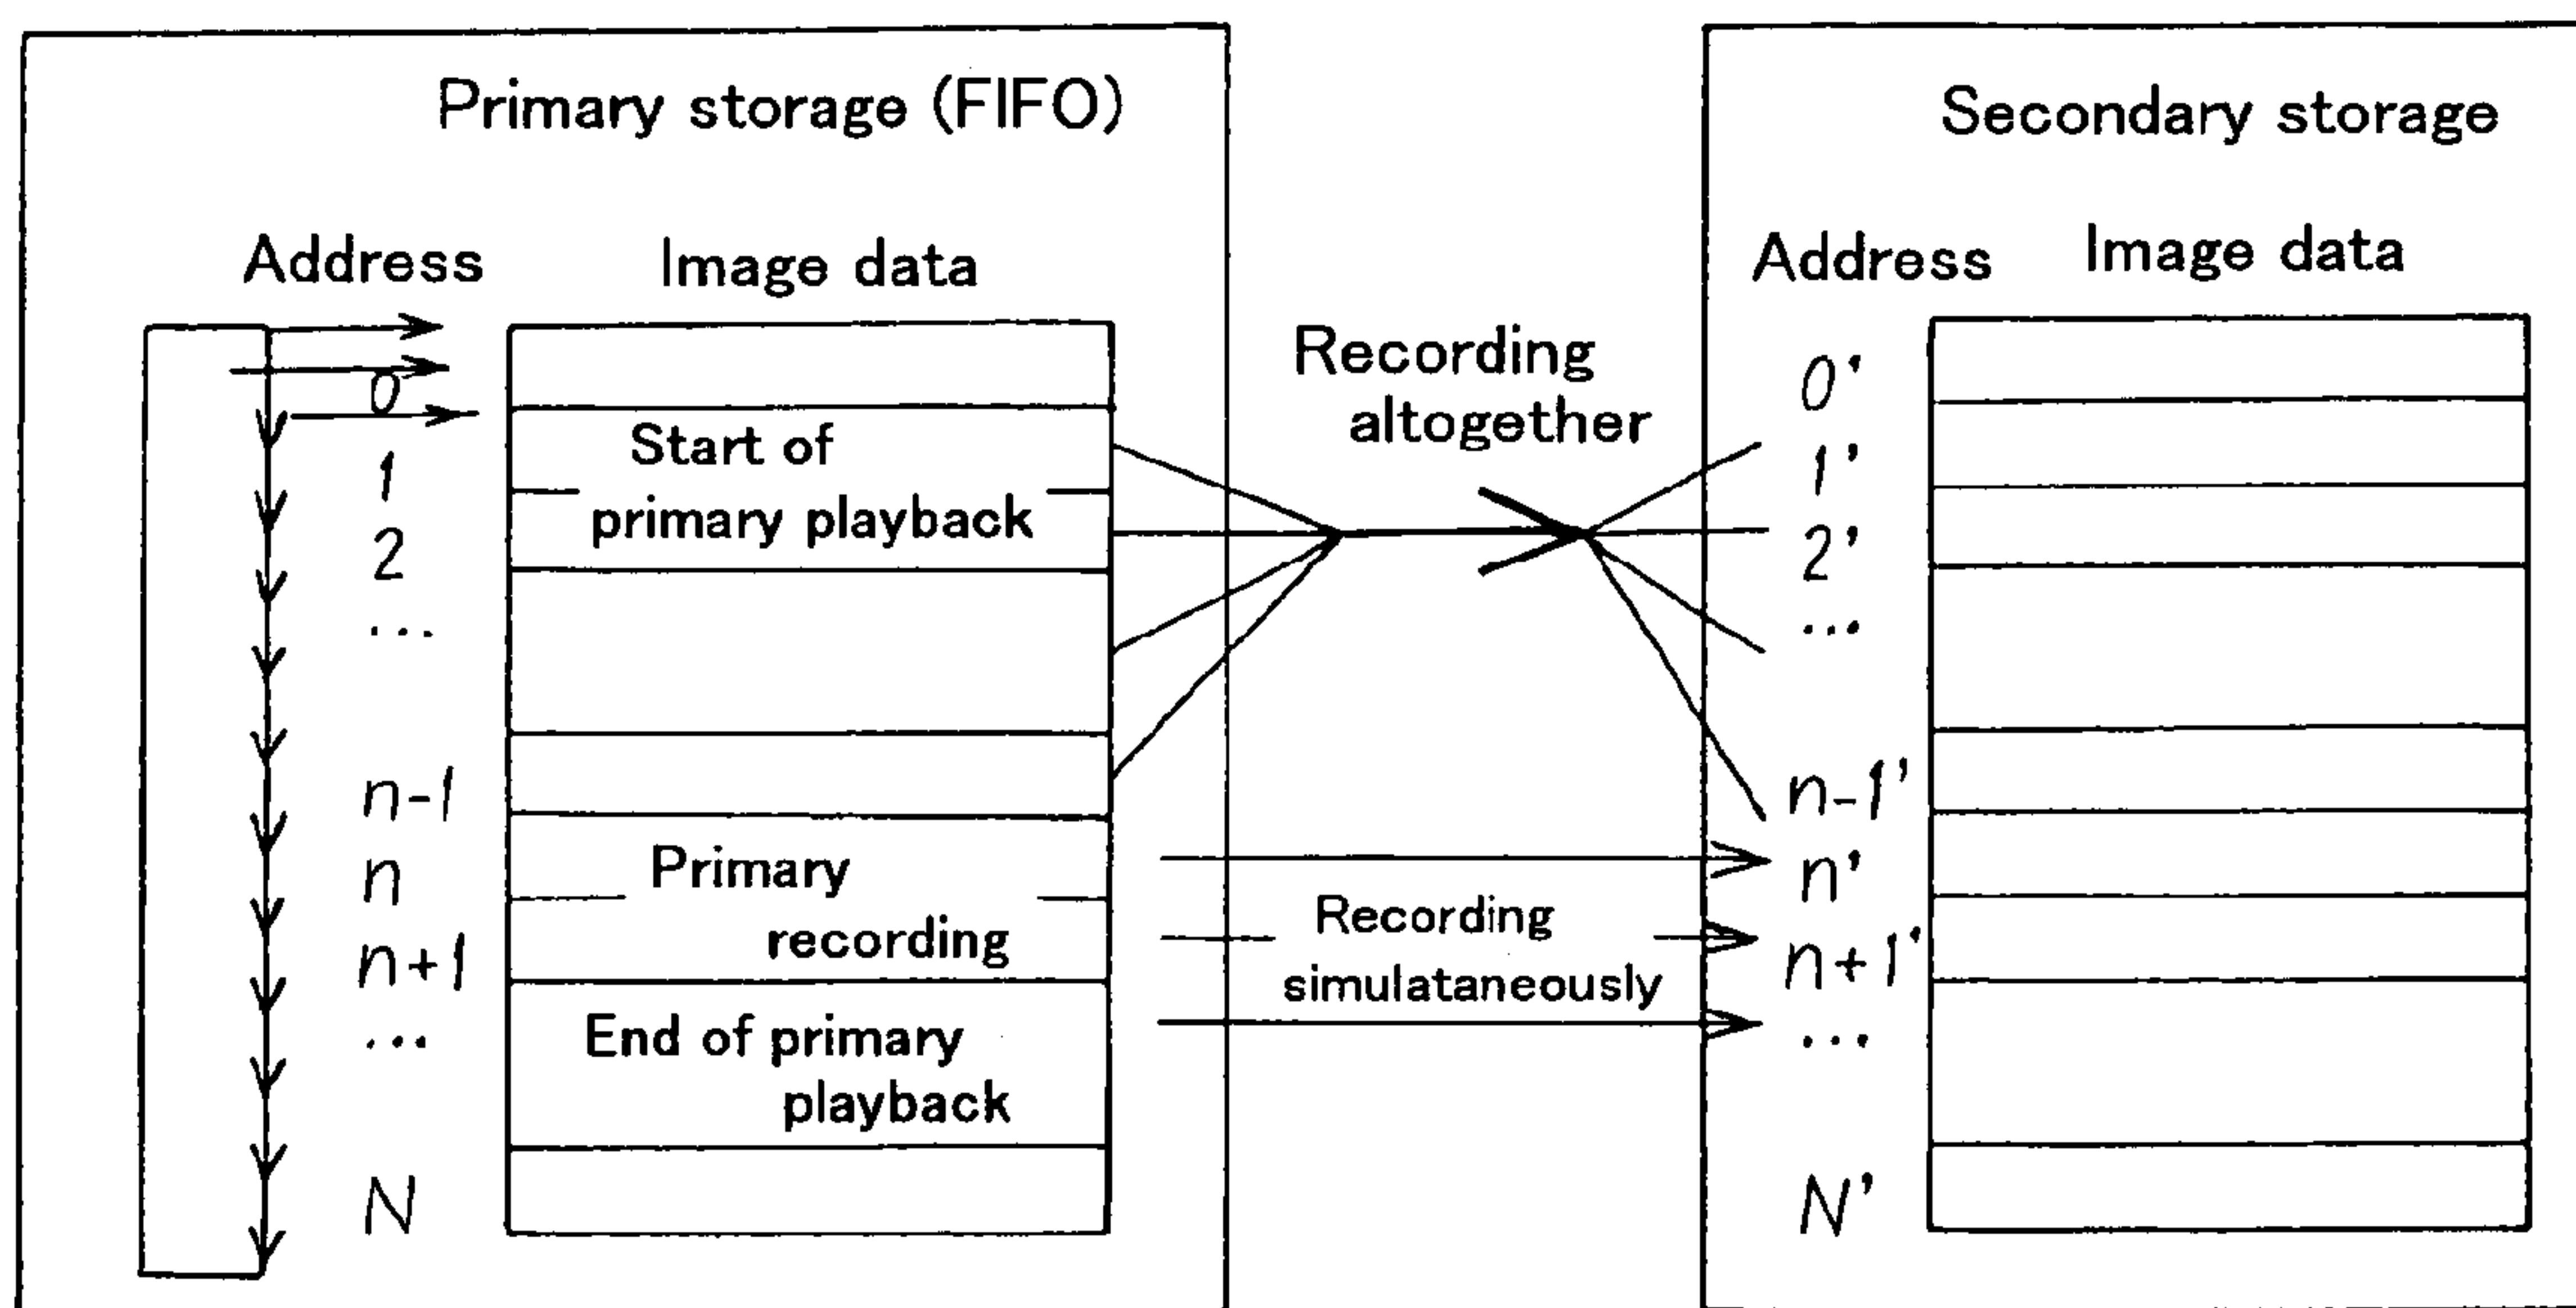 Primary storage (FIFO)
Address
Image data
0
1
2
...
n-1
n
n+1
...
N
Start of
primary playback
Primary
recording
End of primary
playback
Recording
altogether
Recording
simulataneously
Secondary storage
Address
Image data
0'
1'
2'
...
n-1'
n'
n+1'
...
N'